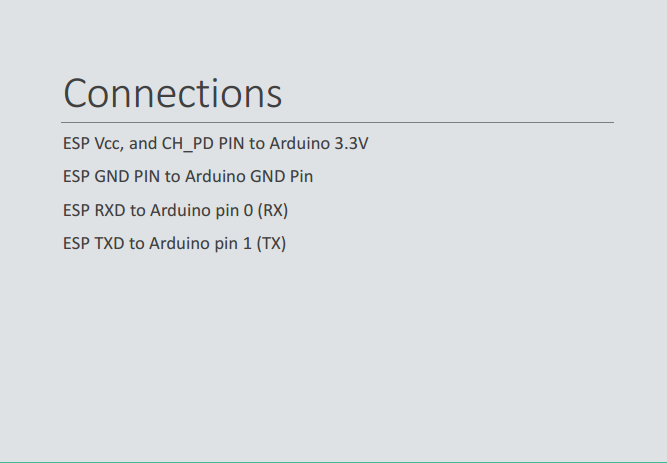 Connections
ESP Vcc, and CH_PD PIN to Arduino 3.3V
ESP GND PIN to Arduino GND Pin
ESP RXD to Arduino pin 0 (RX)
ESP TXD to Arduino pin 1 (TX)